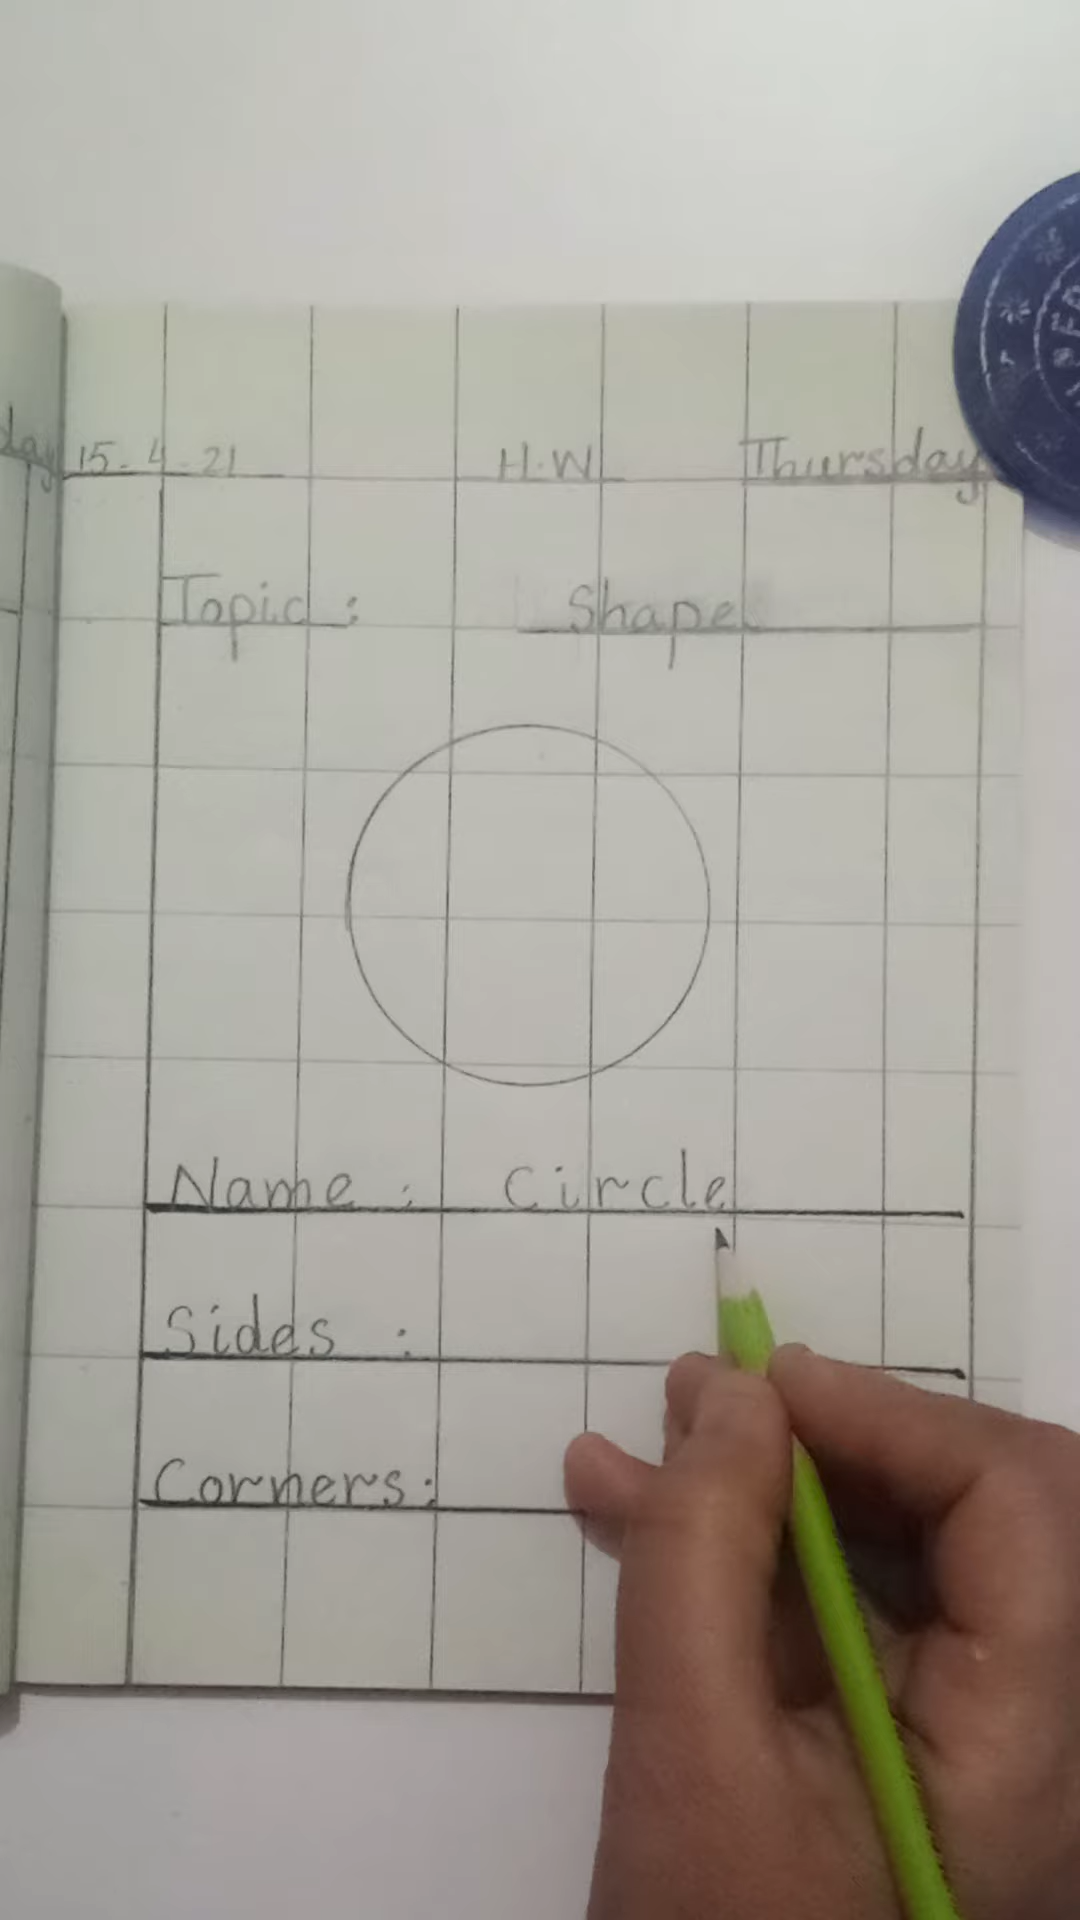 15-4-21 H.W Thursday
Topic: Shape
Name: Circle
Sides :
Corners: